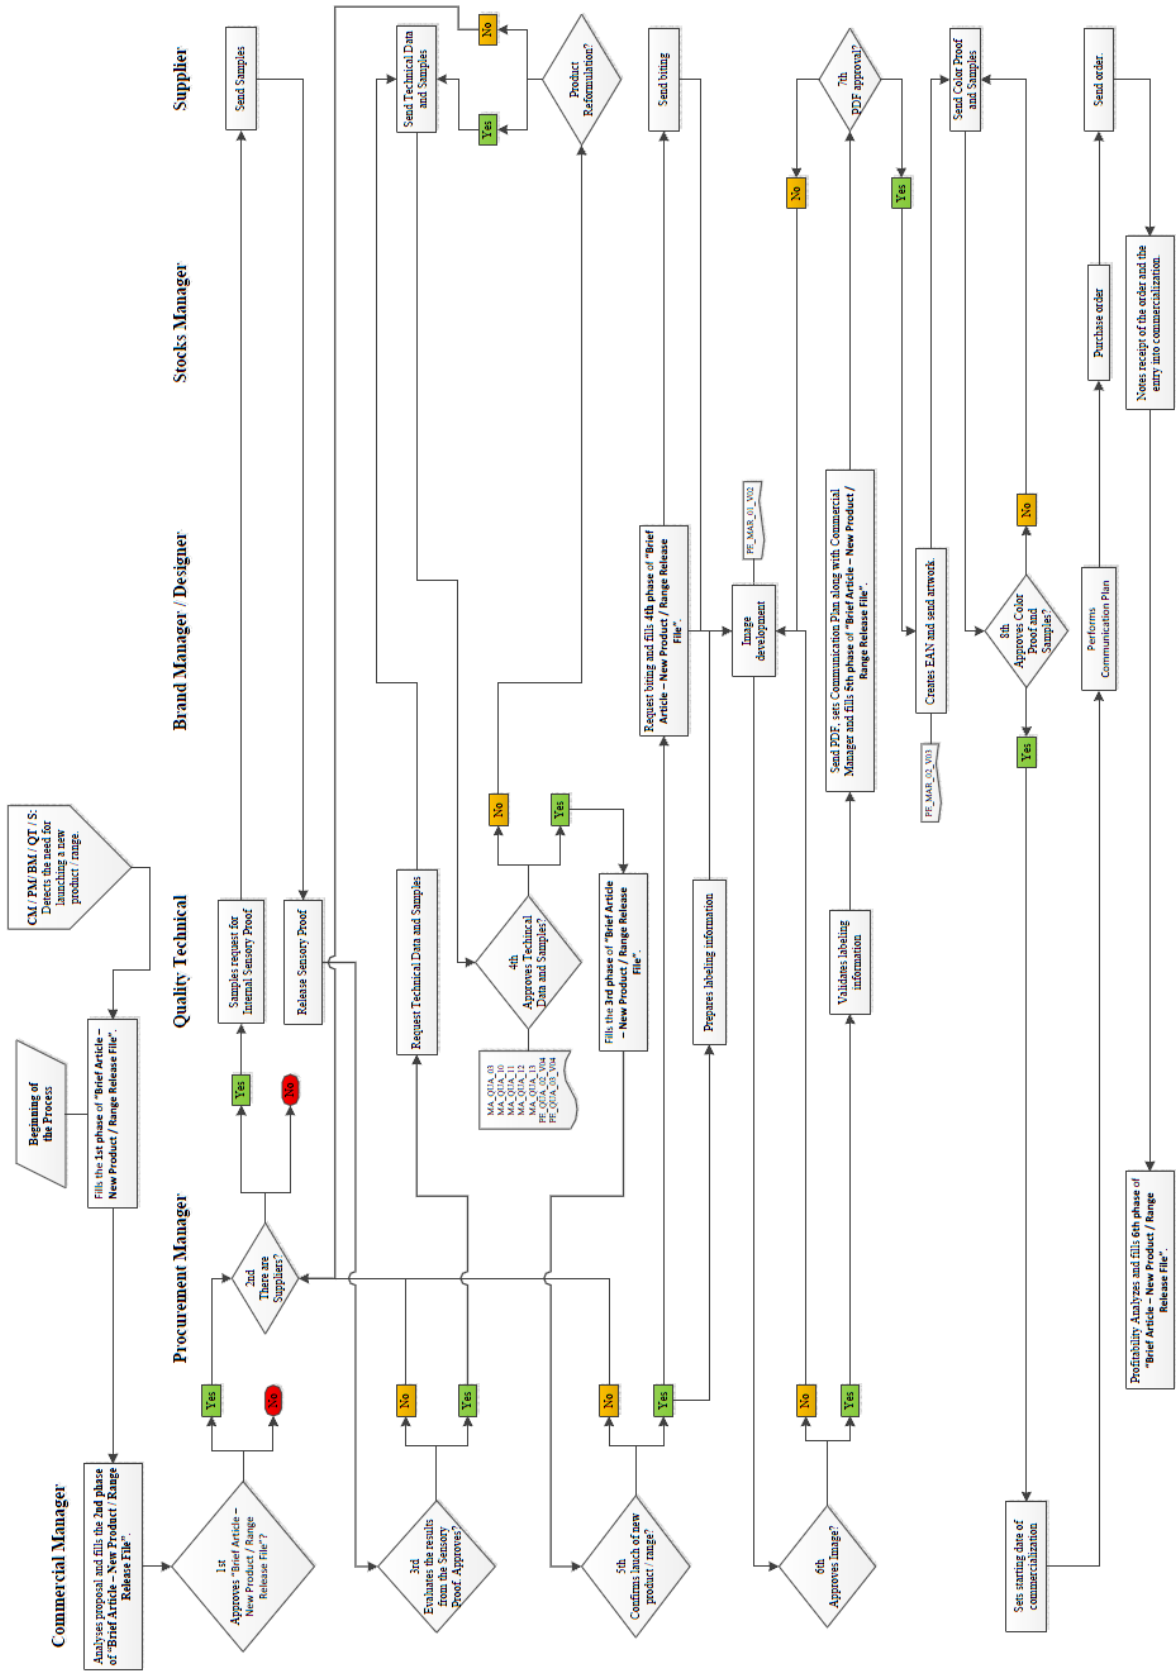 Commercial Manager
Procurement Manager
Quality Technical
Brand Manager / Designer
Stocks Manager
Supplier
Beginning of
the Process
CM / PM/ BM / QT / S:
Detects the need for
launching a new
product / range.
Fills the 1st phase of “Brief Article –
New Product / Range Release File”.
Analyses proposal and fills the 2nd phase
of “Brief Article – New Product / Range
Release File”.
1st
Approves “Brief Article –
New Product / Range
Release File”?
Yes
No
2nd
There are
Suppliers?
Yes
No
Samples request for
Internal Sensory Proof
Send Samples
Release Sensory Proof
3rd
Evaluates the results
from the Sensory
Proof. Approves?
No
Yes
Request Technical Data and Samples
Send Technical Data
and Samples
MA_QUA_03
MA_QUA_10
MA_QUA_11
MA_QUA_12
MA_QUA_13
PE_QUA_02_V04
PE_QUA_03_V04
4th
Approves Techincal
Data and Samples?
No
Yes
Product
Reformulation?
No
Yes
Fills the 3rd phase of “Brief Article
– New Product / Range Release
File”.
5th
Confirms lauch of new
product / range?
No
Yes
Request biting and fills 4th phase of “Brief
Article – New Product / Range Release
File”.
Send biting
Prepares labeling information
Image
development
PE_MAR_01_V02
6th
Approves Image?
No
Yes
Validates labeling
information
Send PDF, sets Communication Plan along with Commercial
Manager and fills 5th phase of “Brief Article – New Product /
Range Release File”.
7th
PDF approval?
No
Yes
PE_MAR_02_V03
Creates EAN and send artwork.
Send Color Proof
and Samples
8th
Approves Color
Proof and
Samples?
Yes
No
Sets starting date of
commercialization
Performs
Communication Plan
Purchase order
Send order.
Notes receipt of the order and the
entry into commercialization.
Profitability Analyzes and fills 6th phase of
“Brief Article – New Product / Range
Release File”.